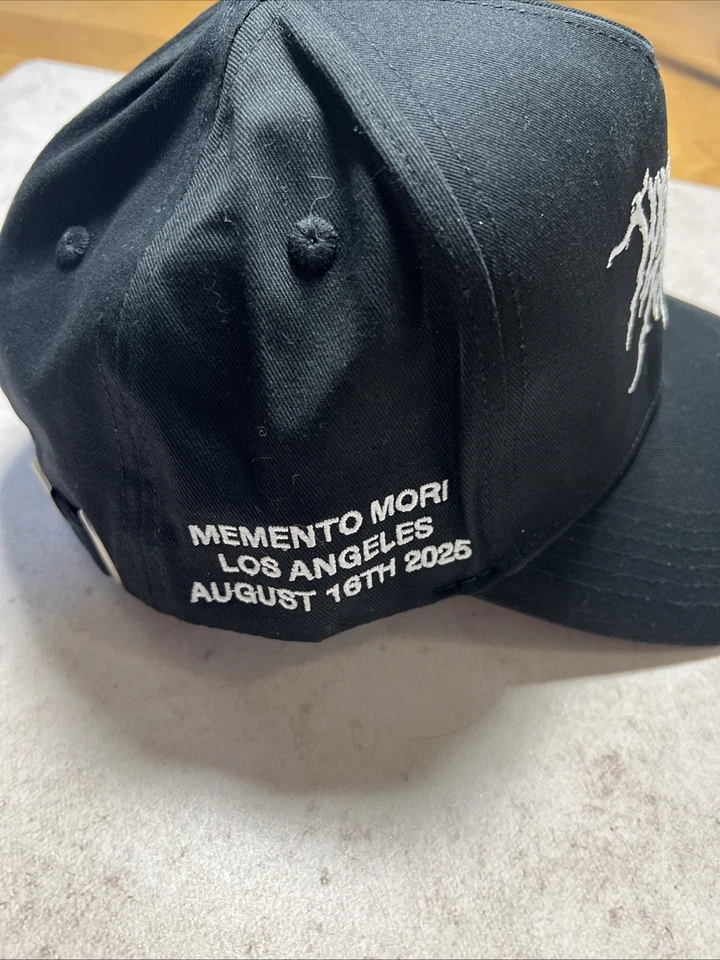 MEMENTO MORI
LOS ANGELES
AUGUST 16TH 2025